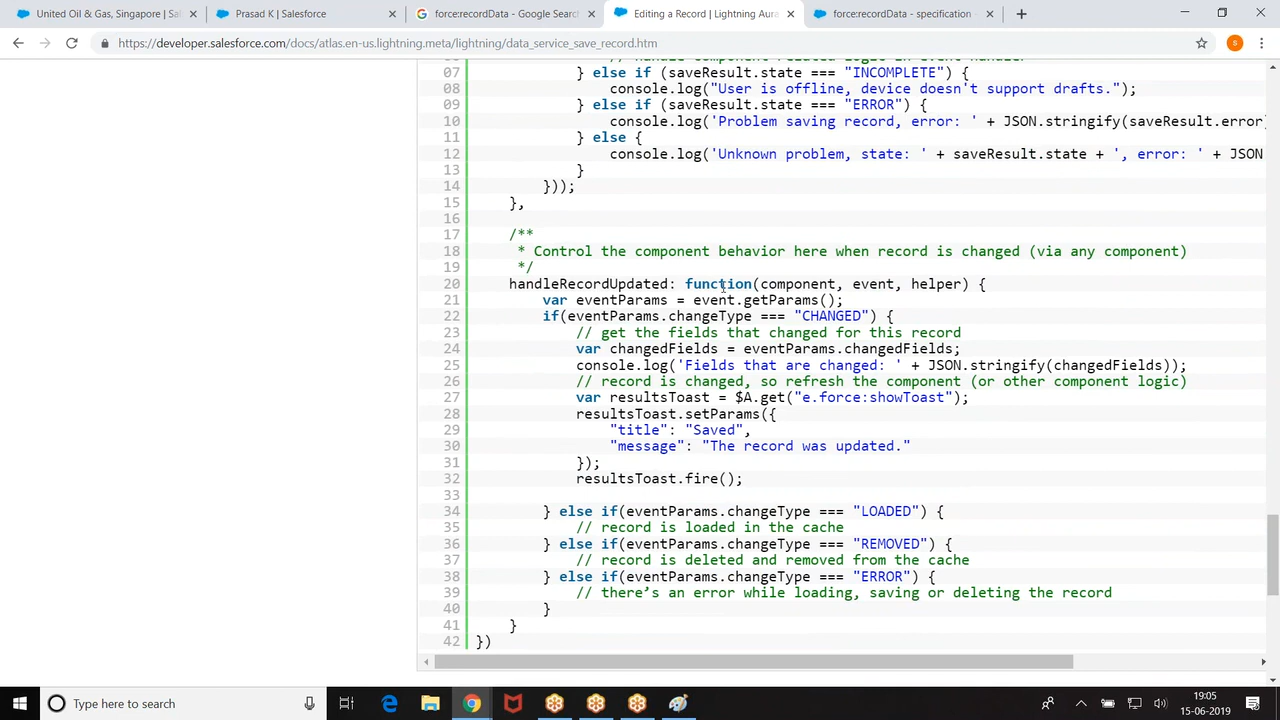 United Oil & Gas, Singapore | Sal
Prasad K | Salesforce
force:recordData - Google Search
Editing a Record | Lightning Aura
force:recordData - specification
https://developer.salesforce.com/docs/atlas.en-us.lightning.meta/lightning/data_service_save_record.htm
S
07 } else if (saveResult.state === "INCOMPLETE") {
08 console.log("User is offline, device doesn't support drafts.");
09 } else if (saveResult.state === "ERROR") {
10 console.log('Problem saving record, error: ' + JSON.stringify(saveResult.error)
11 } else {
12 console.log('Unknown problem, state: ' + saveResult.state + ', error: ' + JSON
13 }
14 }));
15 },
16
17 /**
18 * Control the component behavior here when record is changed (via any component)
19 */
20 handleRecordUpdated: function(component, event, helper) {
21 var eventParams = event.getParams();
22 if(eventParams.changeType === "CHANGED") {
23 // get the fields that changed for this record
24 var changedFields = eventParams.changedFields;
25 console.log('Fields that are changed: ' + JSON.stringify(changedFields));
26 // record is changed, so refresh the component (or other component logic)
27 var resultsToast = $A.get("e.force:showToast");
28 resultsToast.setParams({
29 "title": "Saved",
30 "message": "The record was updated."
31 });
32 resultsToast.fire();
33
34 } else if(eventParams.changeType === "LOADED") {
35 // record is loaded in the cache
36 } else if(eventParams.changeType === "REMOVED") {
37 // record is deleted and removed from the cache
38 } else if(eventParams.changeType === "ERROR") {
39 // there's an error while loading, saving or deleting the record
40 }
41 }
42 })
Type here to search
19:05
15-06-2019